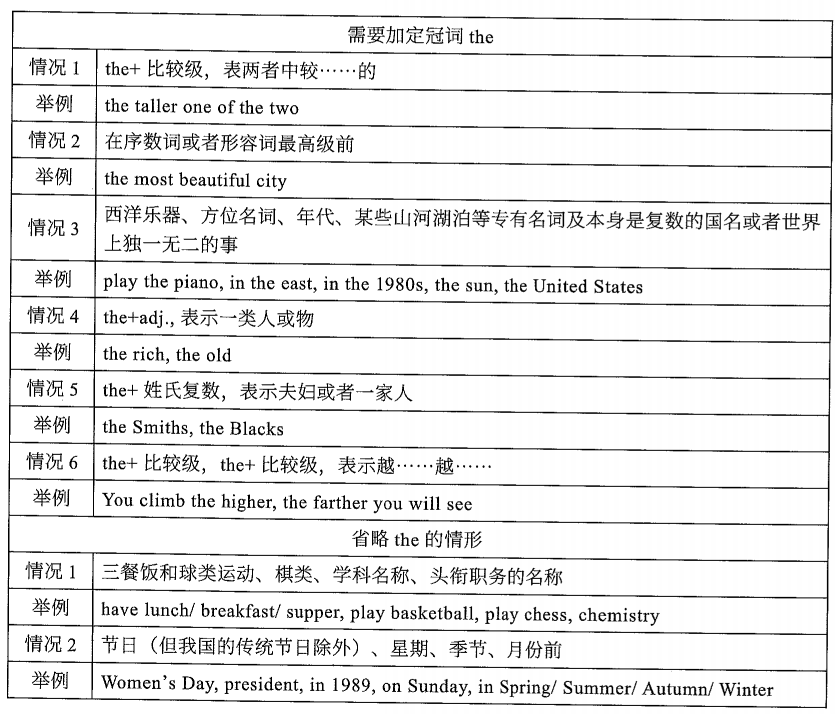 需要加定冠词 the
情况 1
the+ 比较级，表两者中较……的
举例
the taller one of the two
情况 2
在序数词或者形容词最高级前
举例
the most beautiful city
情况 3
西洋乐器、方位名词、年代、某些山河湖泊等专有名词及本身是复数的国名或者世界
上独一无二的事
举例
play the piano, in the east, in the 1980s, the sun, the United States
情况 4
the+adj., 表示一类人或物
举例
the rich, the old
情况 5
the+ 姓氏复数，表示夫妇或者一家人
举例
the Smiths, the Blacks
情况 6
the+ 比较级，the+ 比较级，表示越……越……
举例
You climb the higher, the farther you will see
省略 the 的情形
情况 1
三餐饭和球类运动、棋类、学科名称、头衔职务的名称
举例
have lunch/ breakfast/ supper, play basketball, play chess, chemistry
情况 2
节日（但我国的传统节日除外）、星期、季节、月份前
举例
Women's Day, president, in 1989, on Sunday, in Spring/ Summer/ Autumn/ Winter